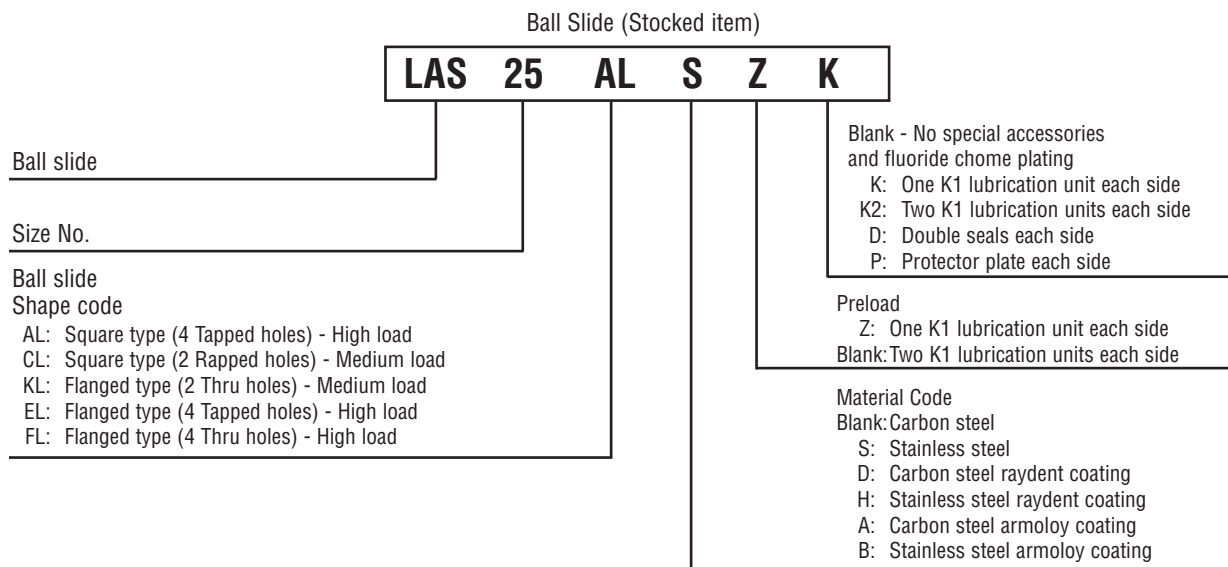 Ball Slide (Stocked item)
LAS 25 AL S Z K
Ball slide
Size No.
Ball slide
Shape code
AL: Square type (4 Tapped holes) - High load
CL: Square type (2 Rapped holes) - Medium load
KL: Flanged type (2 Thru holes) - Medium load
EL: Flanged type (4 Tapped holes) - High load
FL: Flanged type (4 Thru holes) - High load
Blank - No special accessories
and fluoride chome plating
K: One K1 lubrication unit each side
K2: Two K1 lubrication units each side
D: Double seals each side
P: Protector plate each side
Preload
Z: One K1 lubrication unit each side
Blank: Two K1 lubrication units each side
Material Code
Blank: Carbon steel
S: Stainless steel
D: Carbon steel raydent coating
H: Stainless steel raydent coating
A: Carbon steel armoloy coating
B: Stainless steel armoloy coating